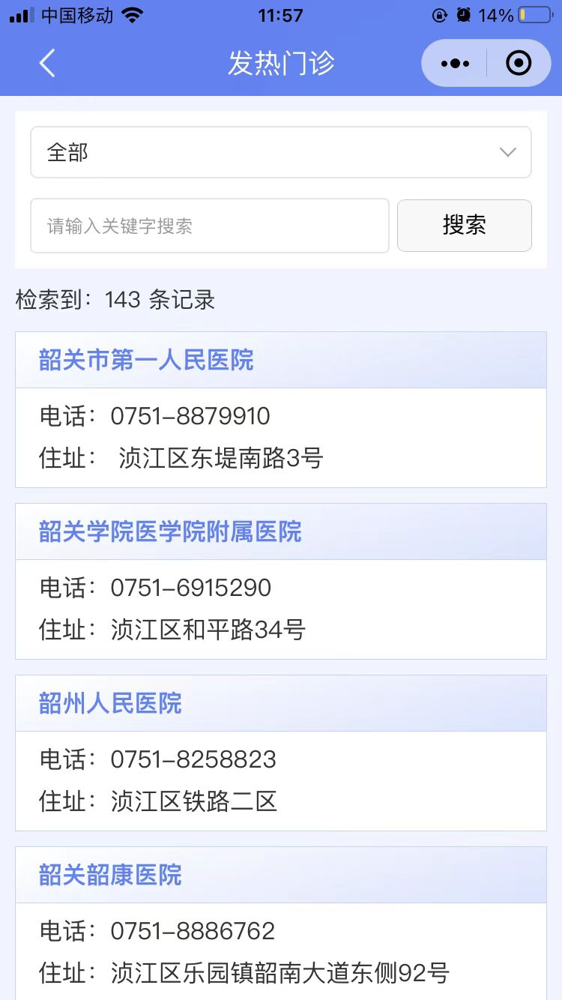 中国移动
11:57
14%
发热门诊
全部
请输入关键字搜索
搜索
检索到：143 条记录
韶关市第一人民医院
电话：0751-8879910
住址： 浈江区东堤南路3号
韶关学院医学院附属医院
电话：0751-6915290
住址：浈江区和平路34号
韶州人民医院
电话：0751-8258823
住址：浈江区铁路二区
韶关韶康医院
电话：0751-8886762
住址：浈江区乐园镇韶南大道东侧92号